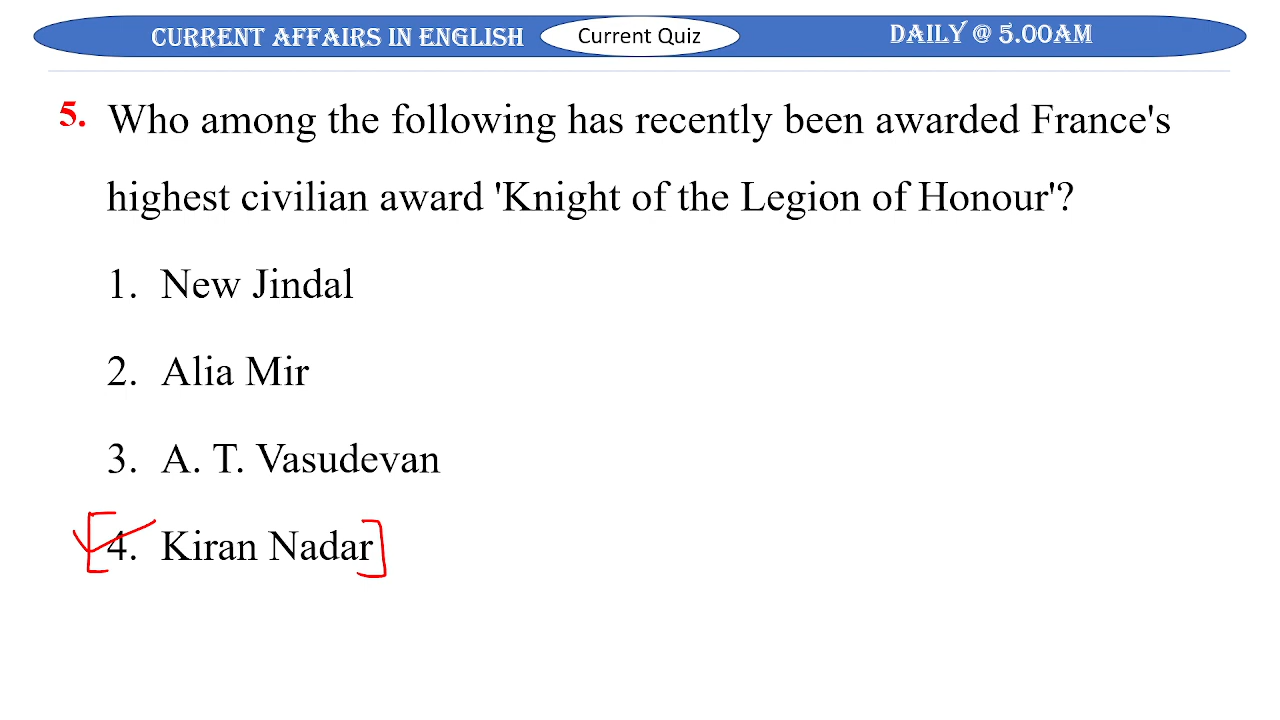 CURRENT AFFAIRS IN ENGLISH
Current Quiz
DAILY @ 5.00AM
5. Who among the following has recently been awarded France's
highest civilian award 'Knight of the Legion of Honour'?
1. New Jindal
2. Alia Mir
3. A. T. Vasudevan
4. Kiran Nadar